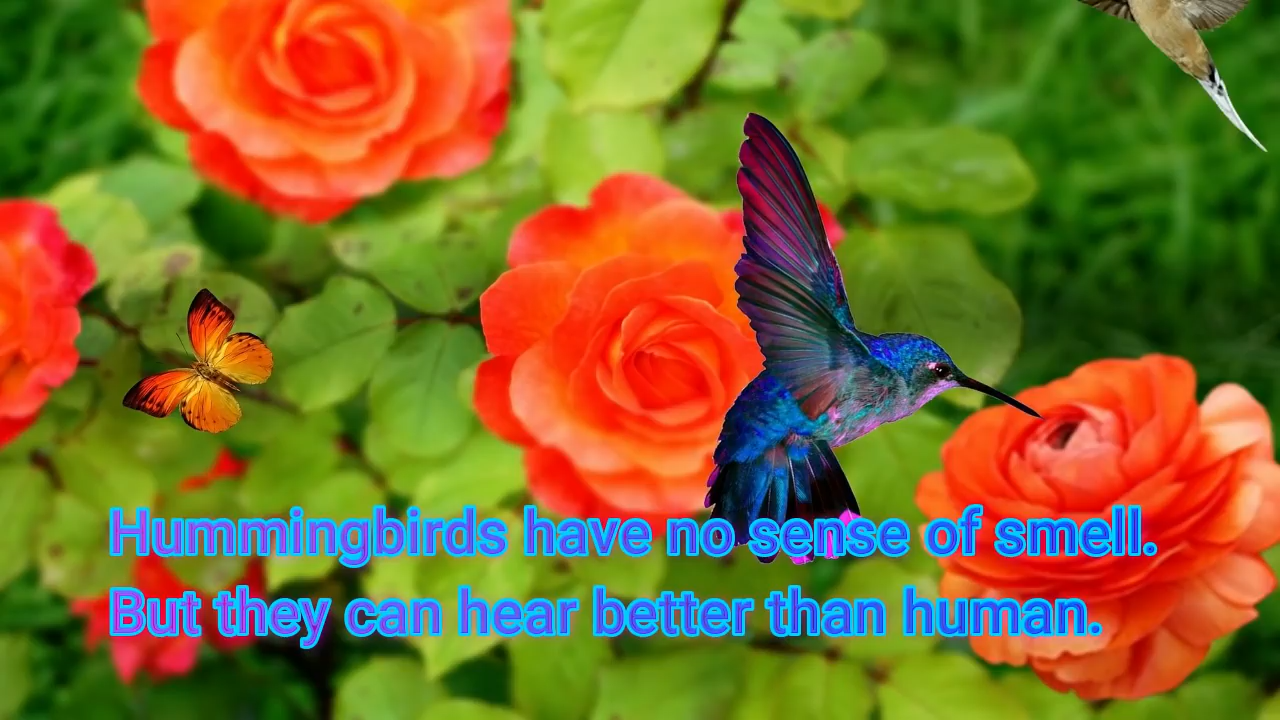 Hummingbirds have no sense of smell.
But they can hear better than human.